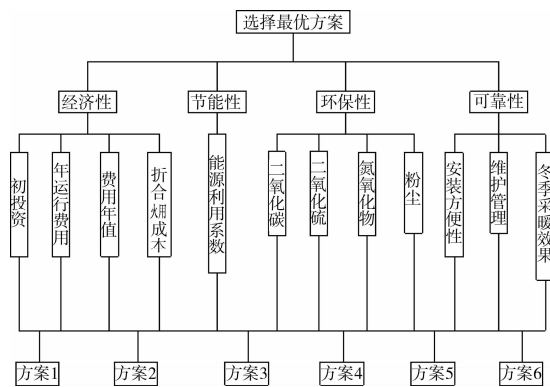 选择最优方案
经济性
节能性
环保性
可靠性
初投资
年运行费用
费用年值
折合㶲成本
能源利用系数
二氧化碳
二氧化硫
氮氧化物
粉尘
安装方便性
维护管理
冬季采暖效果
方案1
方案2
方案3
方案4
方案5
方案6